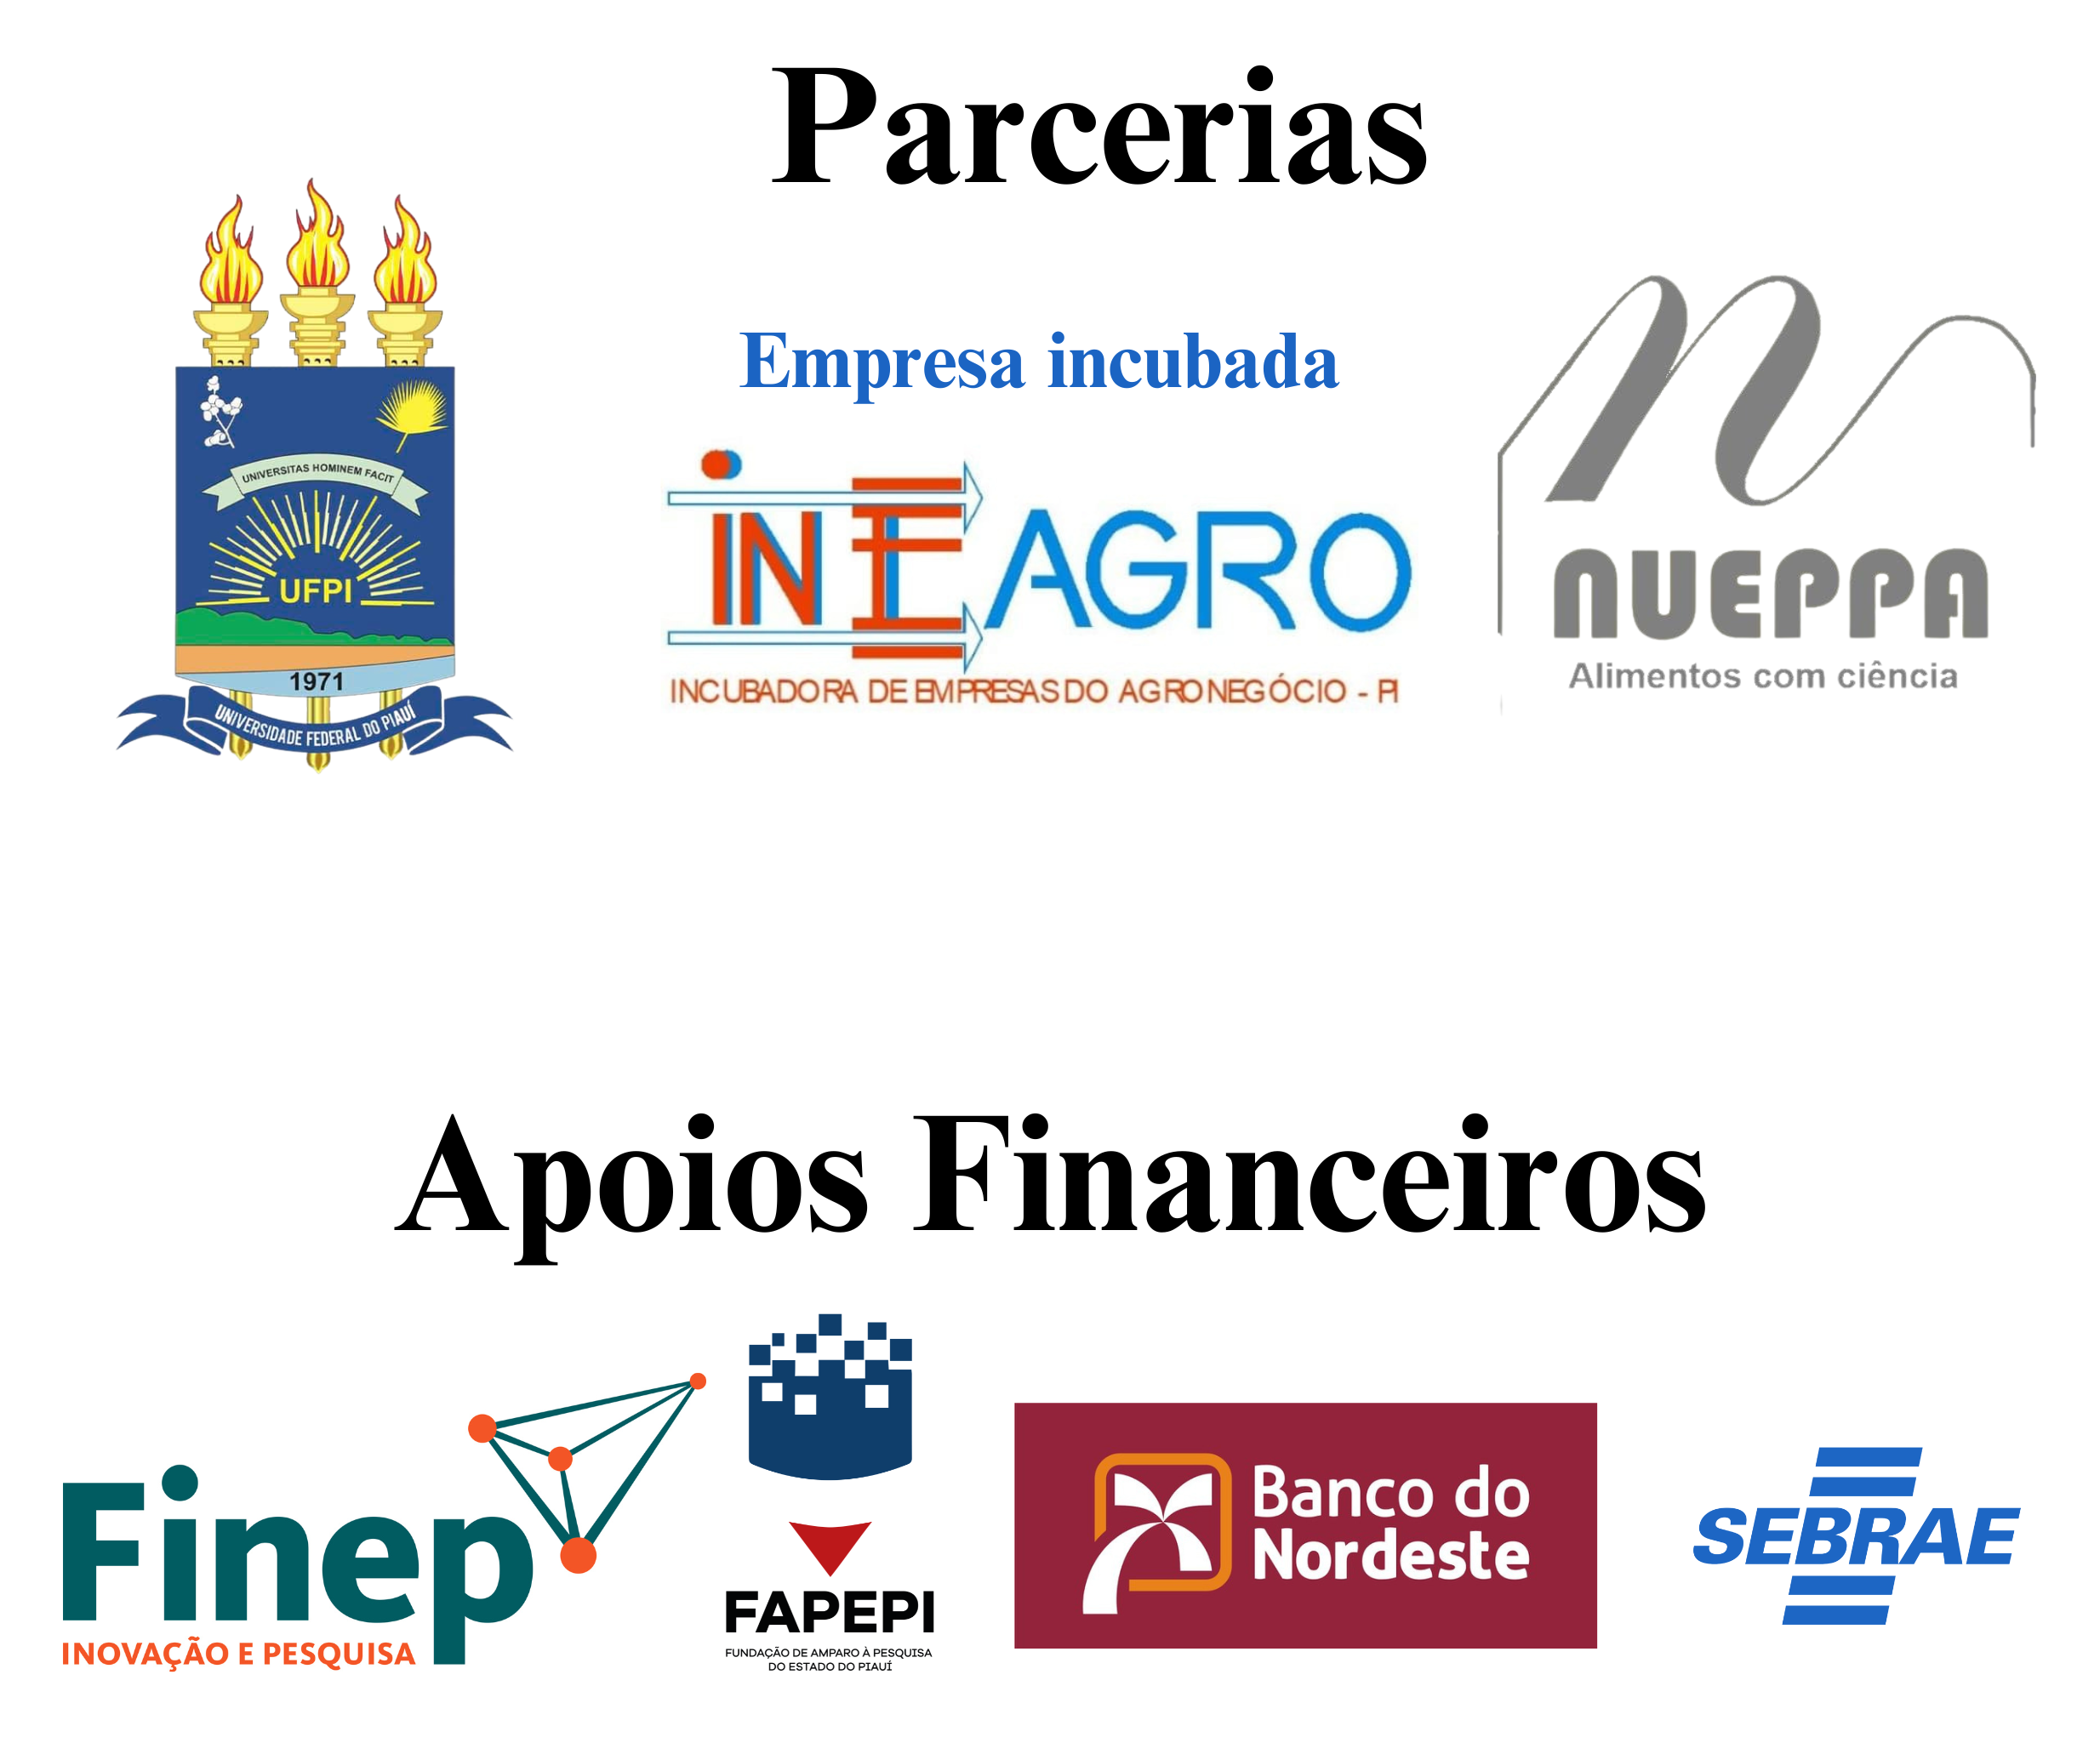 Parcerias
UNIVERSITAS HOMINEM FACIT
UFPI
1971
UNIVERSIDADE FEDERAL DO PIAUÍ
Empresa incubada
INEAGRO
INCUBADORA DE EMPRESAS DO AGRONEGÓCIO - PI
NUEPPA
Alimentos com ciência
Apoios Financeiros
Finep
INOVAÇÃO E PESQUISA
FAPEPI
FUNDAÇÃO DE AMPARO À PESQUISA
DO ESTADO DO PIAUÍ
Banco do
Nordeste
SEBRAE